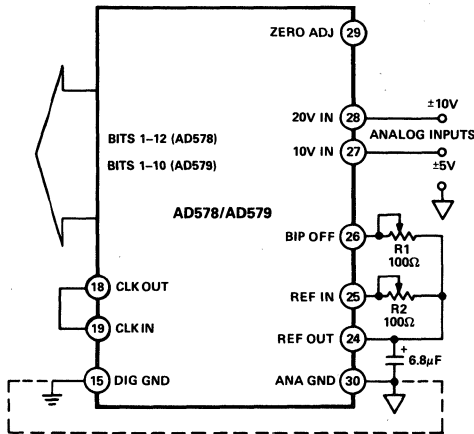 ZERO ADJ 29
±10V
20V IN 28
ANALOG INPUTS
BITS 1–12 (AD578)
10V IN 27
±5V
BITS 1–10 (AD579)
AD578/AD579
BIP OFF 26
R1
100Ω
18 CLK OUT
REF IN 25
R2
100Ω
19 CLK IN
REF OUT 24
+
6.8µF
15 DIG GND
ANA GND 30